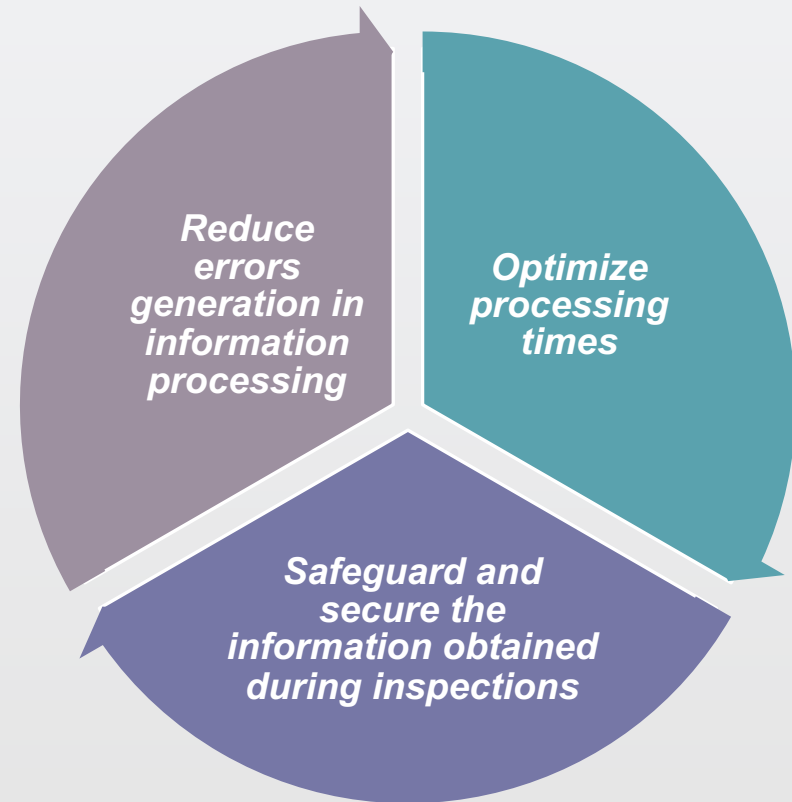 Reduce
errors
generation in
information
processing
Optimize
processing
times
Safeguard and
secure the
information obtained
during inspections